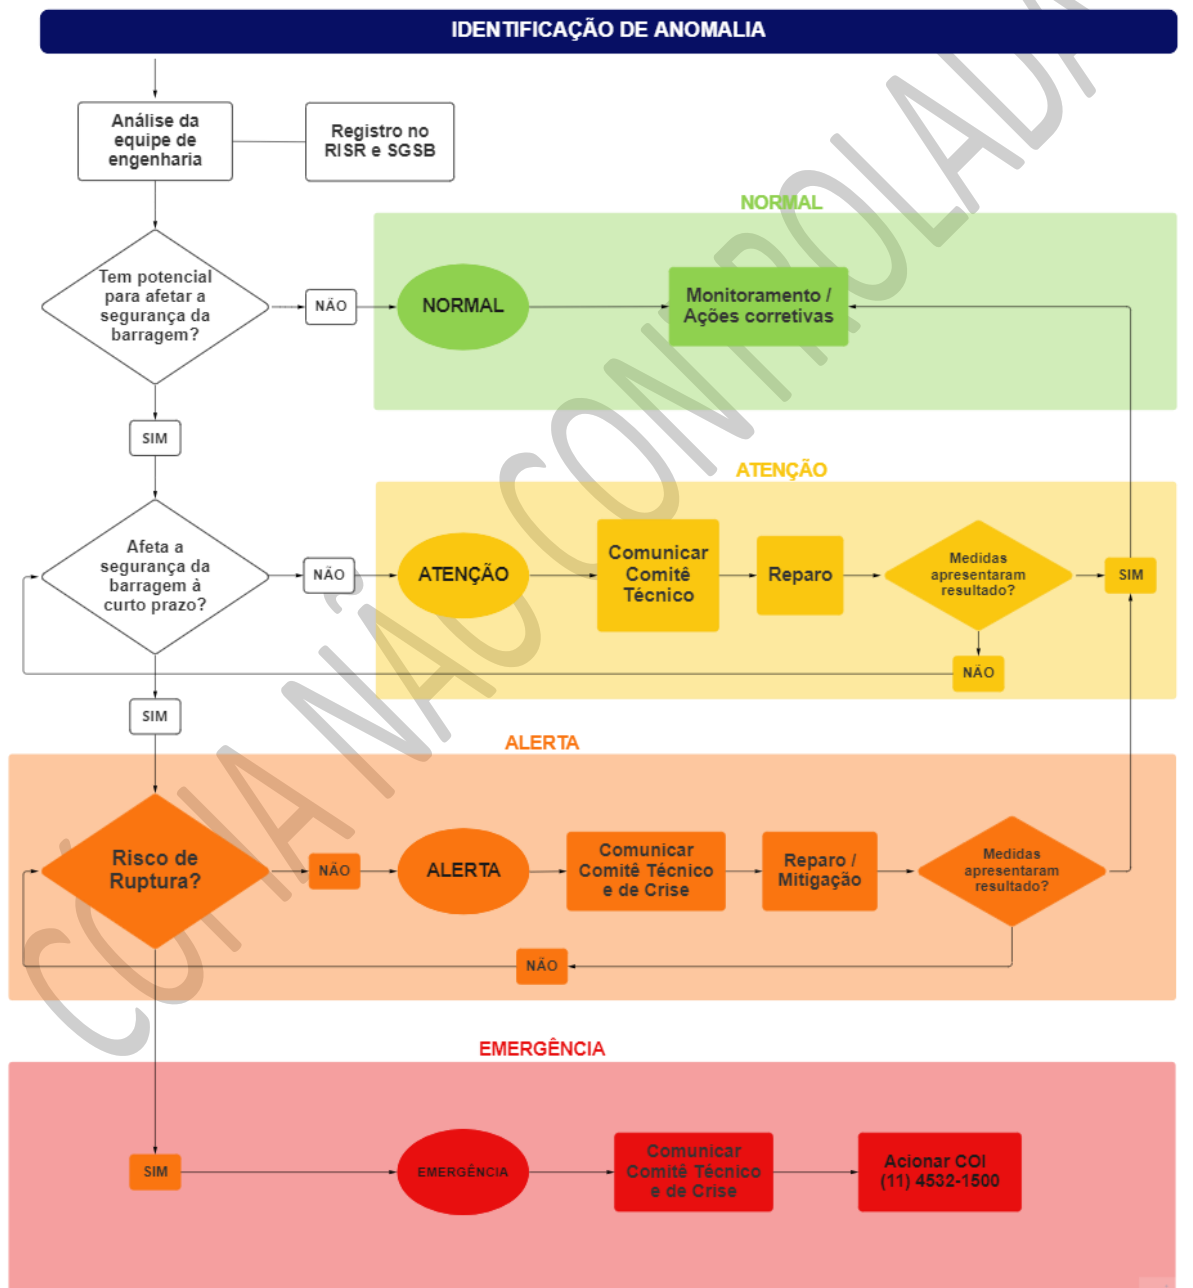 IDENTIFICAÇÃO DE ANOMALIA
Análise da
equipe de
engenharia
Registro no
RISR e SGSB
NORMAL
Tem potencial
para afetar a
segurança da
barragem?
NÃO
NORMAL
Monitoramento /
Ações corretivas
SIM
ATENÇÃO
Afeta a
segurança da
barragem à
curto prazo?
NÃO
ATENÇÃO
Comunicar
Comitê
Técnico
Reparo
Medidas
apresentaram
resultado?
SIM
NÃO
SIM
ALERTA
Risco de
Ruptura?
NÃO
ALERTA
Comunicar
Comitê Técnico
e de Crise
Reparo /
Mitigação
Medidas
apresentaram
resultado?
NÃO
EMERGÊNCIA
SIM
EMERGÊNCIA
Comunicar
Comitê Técnico
e de Crise
Acionar COI
(11) 4532-1500
CÓPIA NÃO CONTROLADA